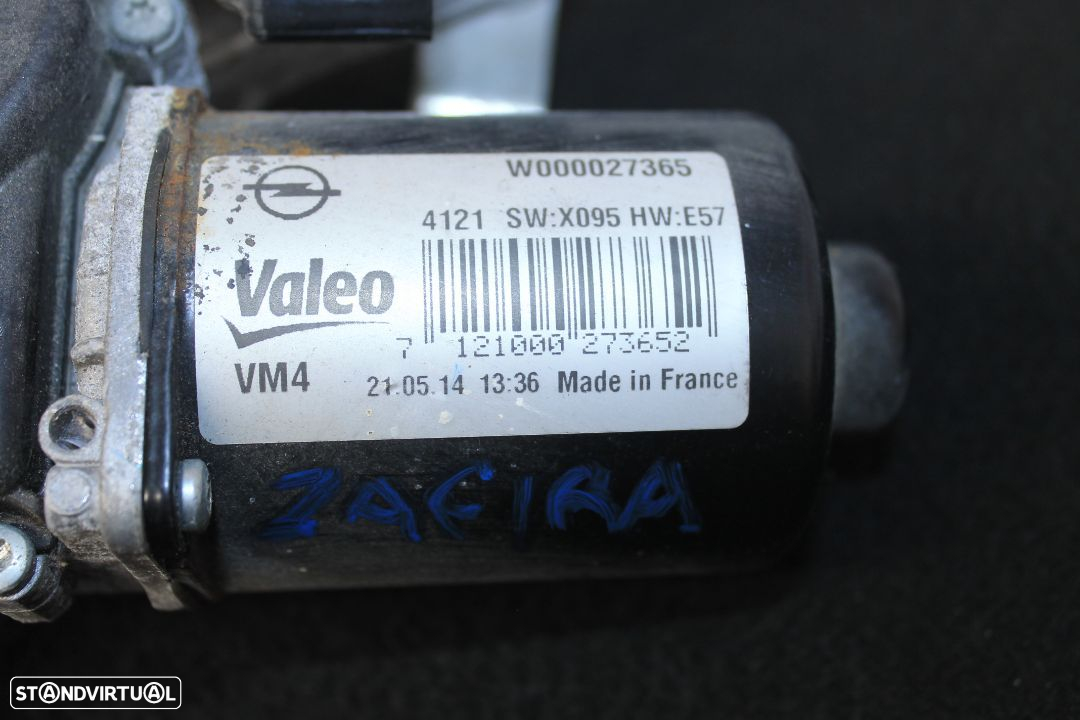 W000027365
4121 SW:X095 HW:E57
Valeo
7 121000 273652
VM4
21.05.14 13:36 Made in France
ZAFIRA
STANDVIRTUAL